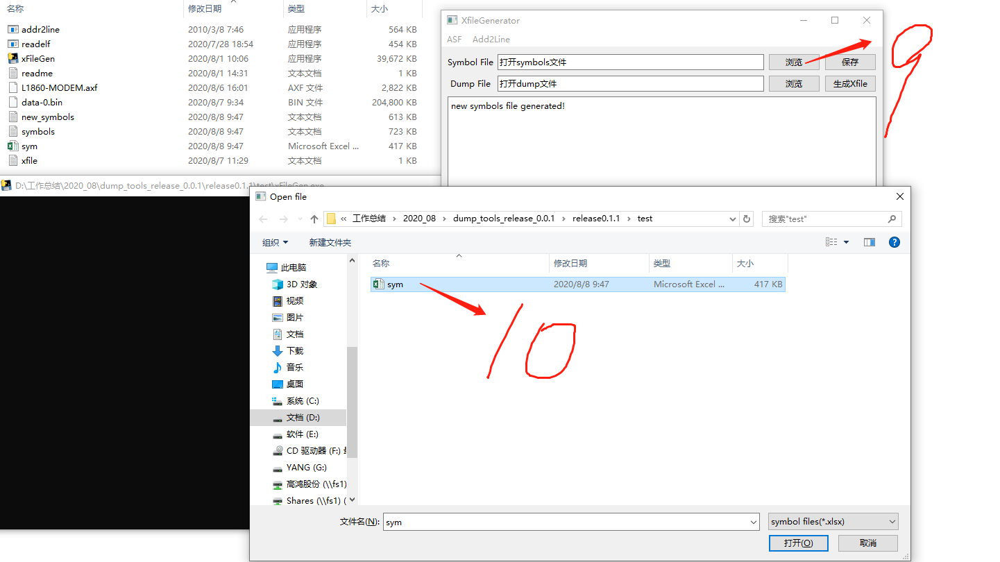 名称 修改日期 类型 大小
addr2line 2010/3/8 7:46 应用程序 564 KB
readelf 2020/7/28 18:54 应用程序 454 KB
xFileGen 2020/8/1 10:06 应用程序 39,672 KB
readme 2020/8/1 14:31 文本文档 1 KB
L1860-MODEM.axf 2020/8/6 16:01 AXF 文件 2,822 KB
data-0.bin 2020/8/7 9:34 BIN 文件 204,800 KB
new_symbols 2020/8/8 9:47 文本文档 613 KB
symbols 2020/8/8 9:47 文本文档 723 KB
sym 2020/8/8 9:47 Microsoft Excel ... 417 KB
xfile 2020/8/7 11:29 文本文档 1 KB
XfileGenerator
ASF Add2Line
Symbol File 打开symbols文件 浏览 保存
Dump File 打开dump文件 浏览 生成Xfile
new symbols file generated!
9
D:\工作总结\2020_08\dump_tools_release_0.0.1\release0.1.1\test\xFileGen.exe
Open file
« 工作总结 › 2020_08 › dump_tools_release_0.0.1 › release0.1.1 › test 搜索"test"
组织 新建文件夹
此电脑
3D 对象
视频
图片
文档
下载
音乐
桌面
系统 (C:)
文档 (D:)
软件 (E:)
CD 驱动器 (F:)
YANG (G:)
高鸿股份 (\\fs1)
Shares (\\fs1) (
名称 修改日期 类型 大小
sym 2020/8/8 9:47 Microsoft Excel ... 417 KB
10
文件名(N): sym symbol files(*.xlsx)
打开(O) 取消